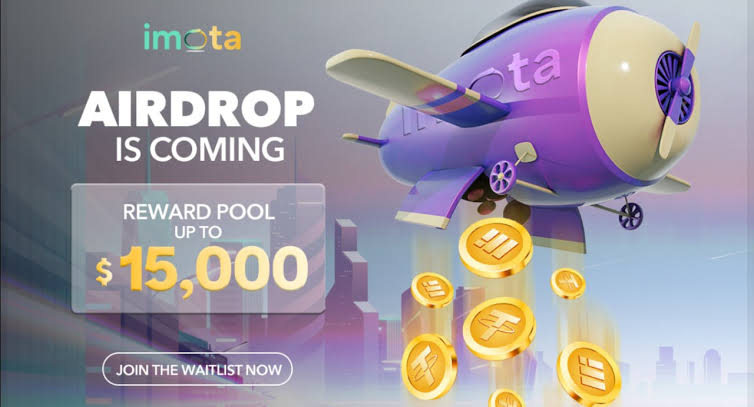 imota
AIRDROP
IS COMING
REWARD POOL
UP TO
$15,000
JOIN THE WAITLIST NOW
imota